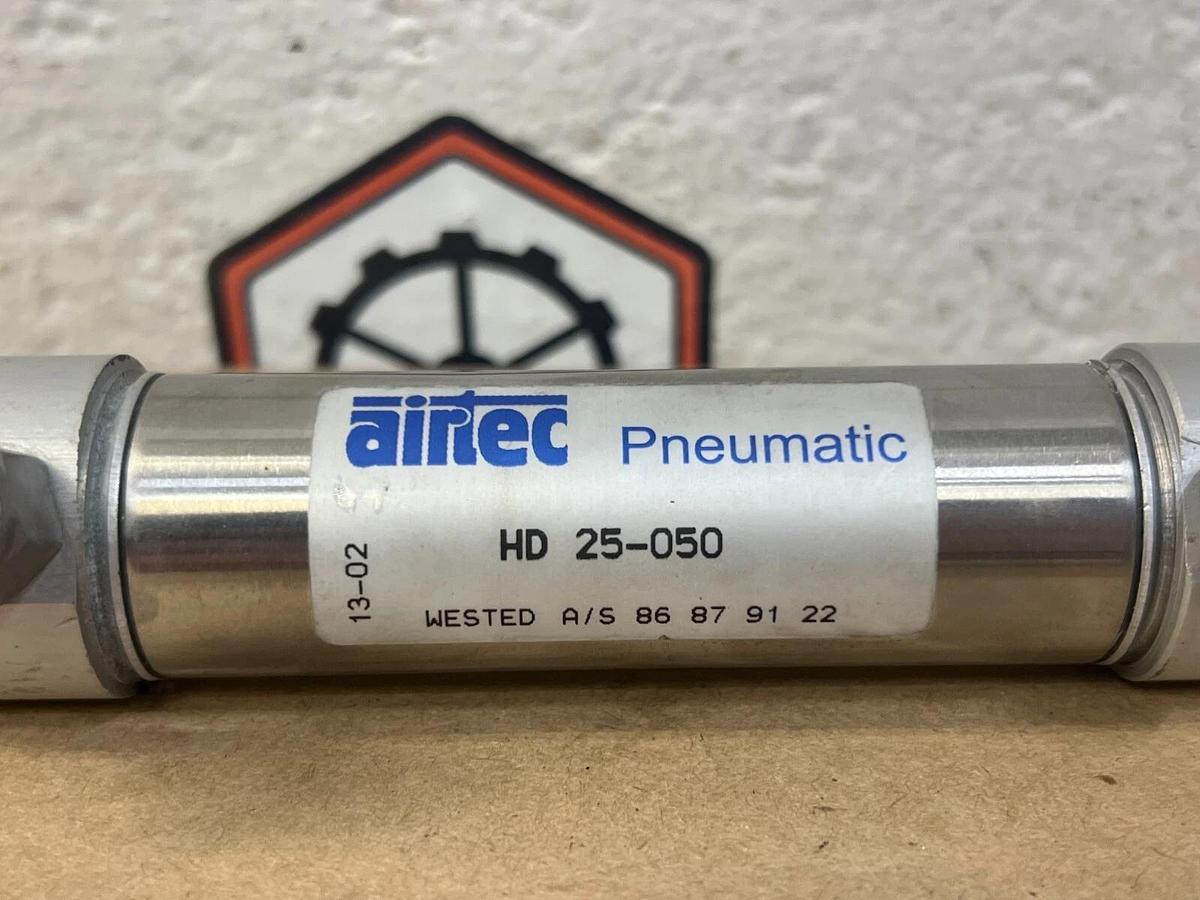 airtec Pneumatic
HD 25-050
13-02
WESTED A/S 86 87 91 22